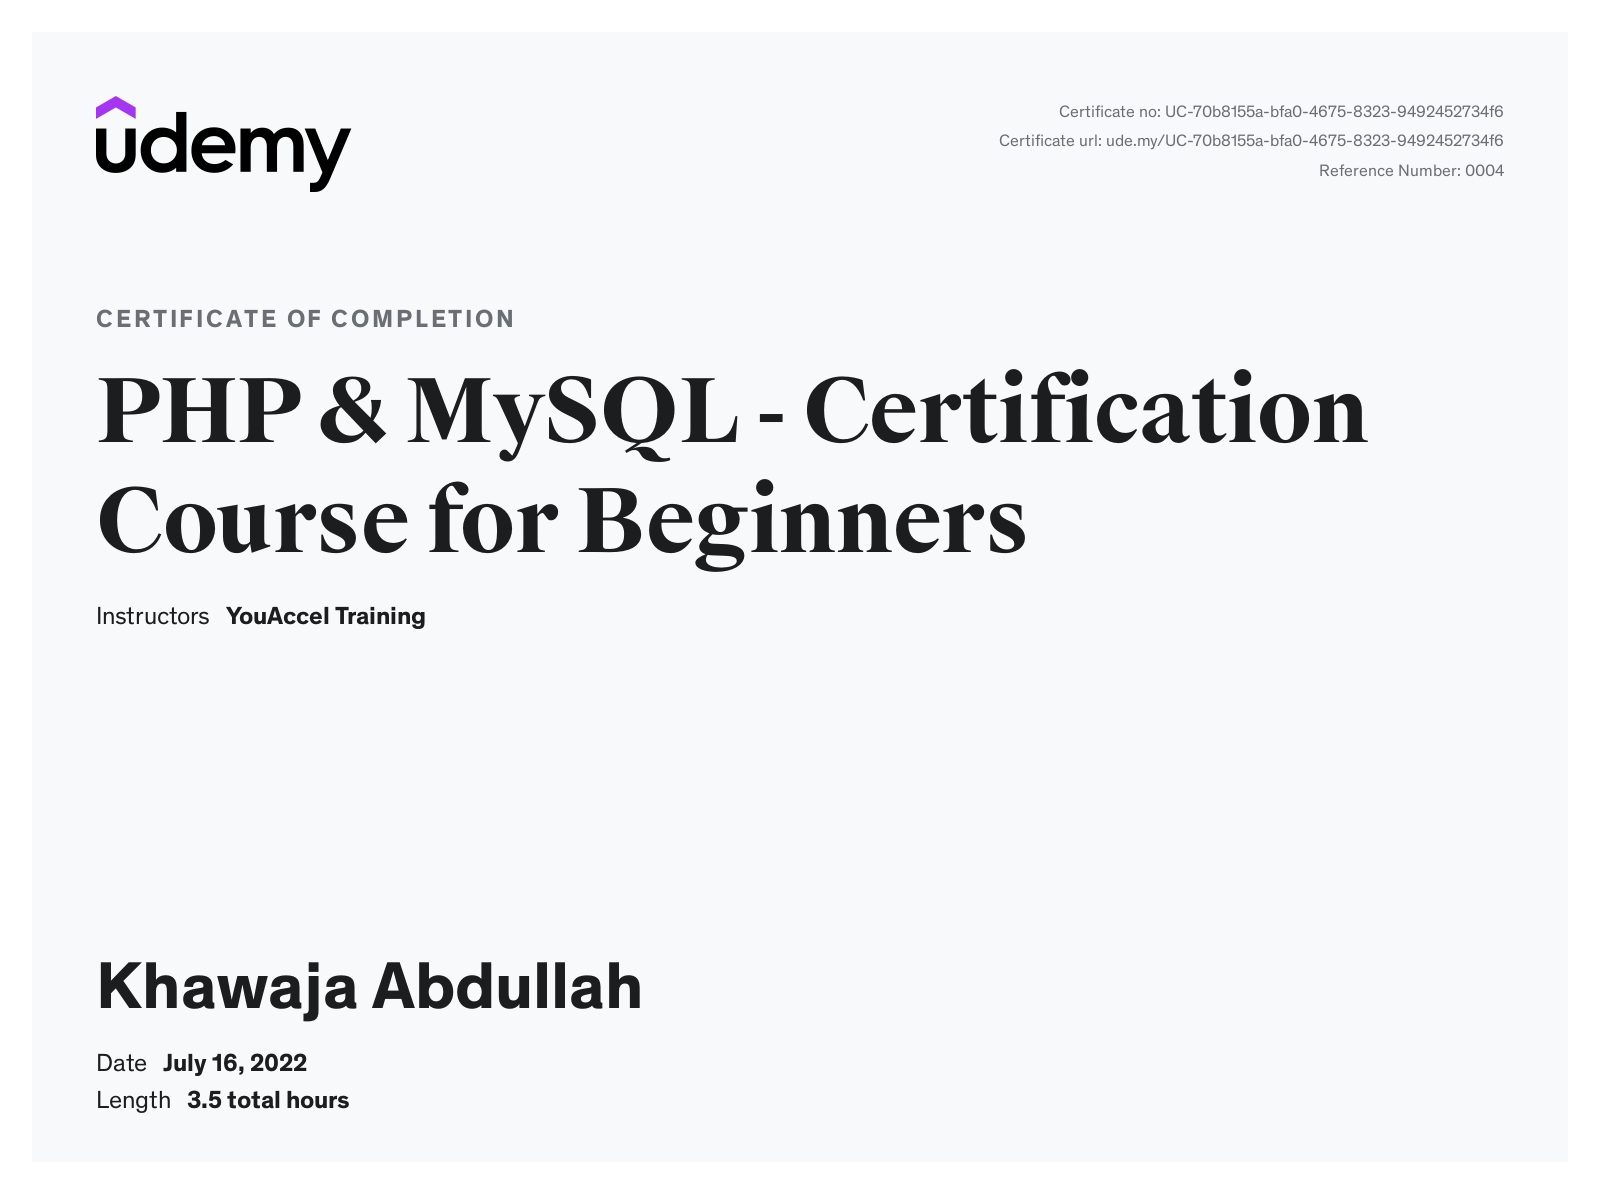 udemy
Certificate no: UC-70b8155a-bfa0-4675-8323-9492452734f6
Certificate url: ude.my/UC-70b8155a-bfa0-4675-8323-9492452734f6
Reference Number: 0004
CERTIFICATE OF COMPLETION
PHP & MySQL - Certification
Course for Beginners
Instructors YouAccel Training
Khawaja Abdullah
Date July 16, 2022
Length 3.5 total hours